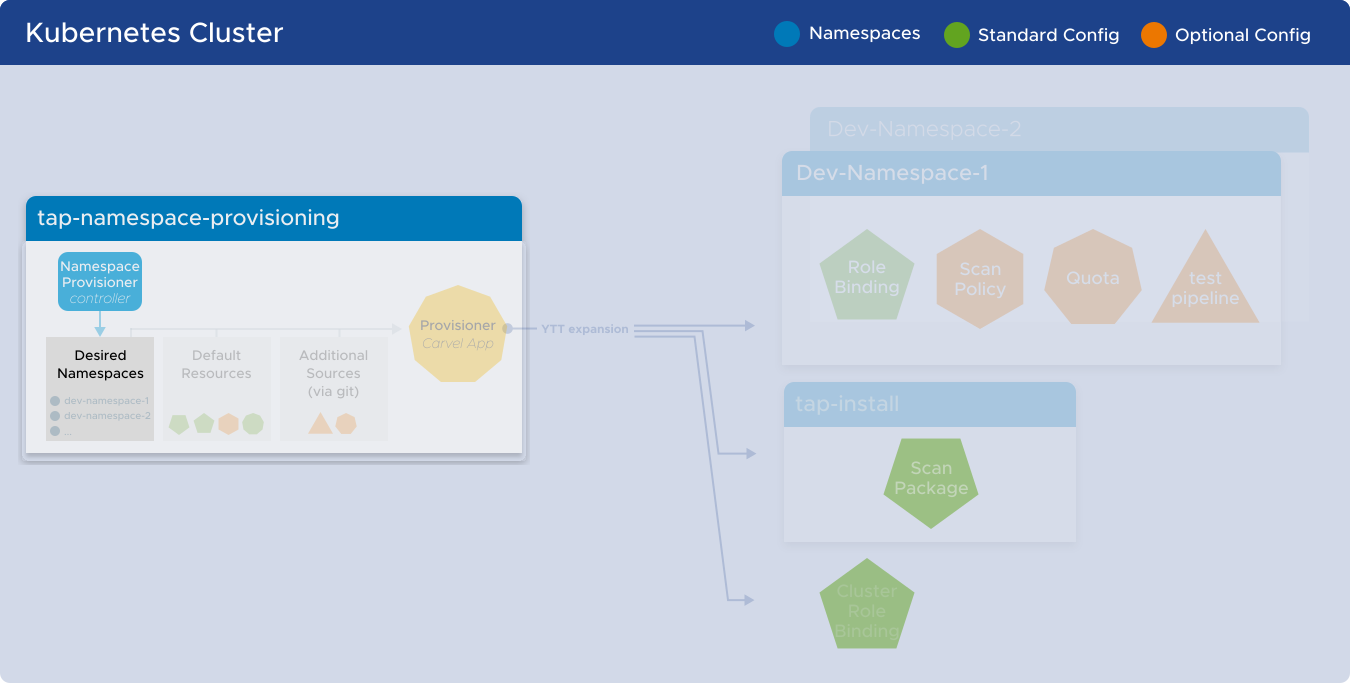 Kubernetes Cluster
Namespaces
Standard Config
Optional Config
Dev-Namespace-2
Dev-Namespace-1
Role
Binding
Scan
Policy
Quota
test
pipeline
tap-namespace-provisioning
Namespace
Provisioner
controller
Desired
Namespaces
dev-namespace-1
dev-namespace-2
...
Default
Resources
Additional
Sources
(via git)
Provisioner
Carvel App
YTT expansion
tap-install
Scan
Package
Cluster
Role
Binding